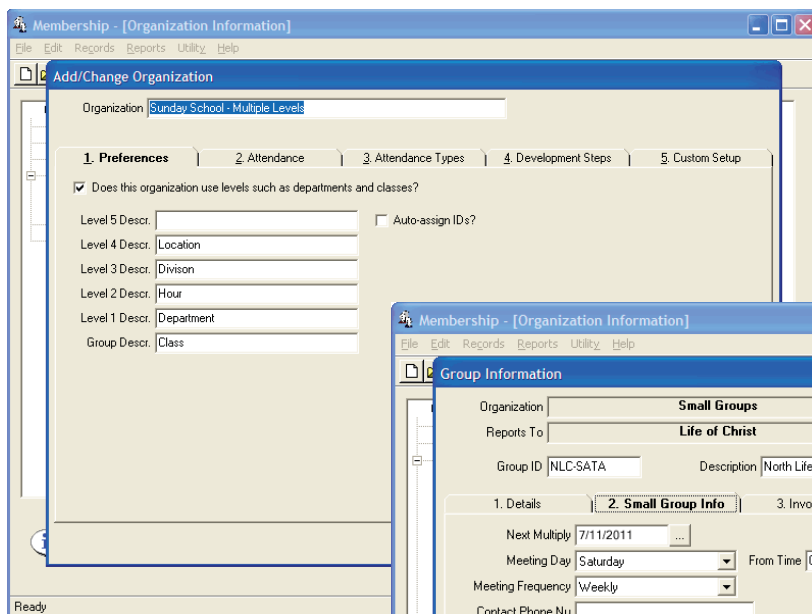 Membership - [Organization Information]
File Edit Records Reports Utility Help
Add/Change Organization
Organization Sunday School - Multiple Levels
1. Preferences 2. Attendance 3. Attendance Types 4. Development Steps 5. Custom Setup
Does this organization use levels such as departments and classes?
Level 5 Descr. Auto-assign IDs?
Level 4 Descr. Location
Level 3 Descr. Divison
Level 2 Descr. Hour
Level 1 Descr. Department
Group Descr. Class
Membership - [Organization Information]
File Edit Records Reports Utility Help
Group Information
Organization Small Groups
Reports To Life of Christ
Group ID NLC-SATA Description North Life
1. Details 2. Small Group Info 3. Invo
Next Multiply 7/11/2011 ...
Meeting Day Saturday From Time
Meeting Frequency Weekly
Contact Phone Nu
Ready